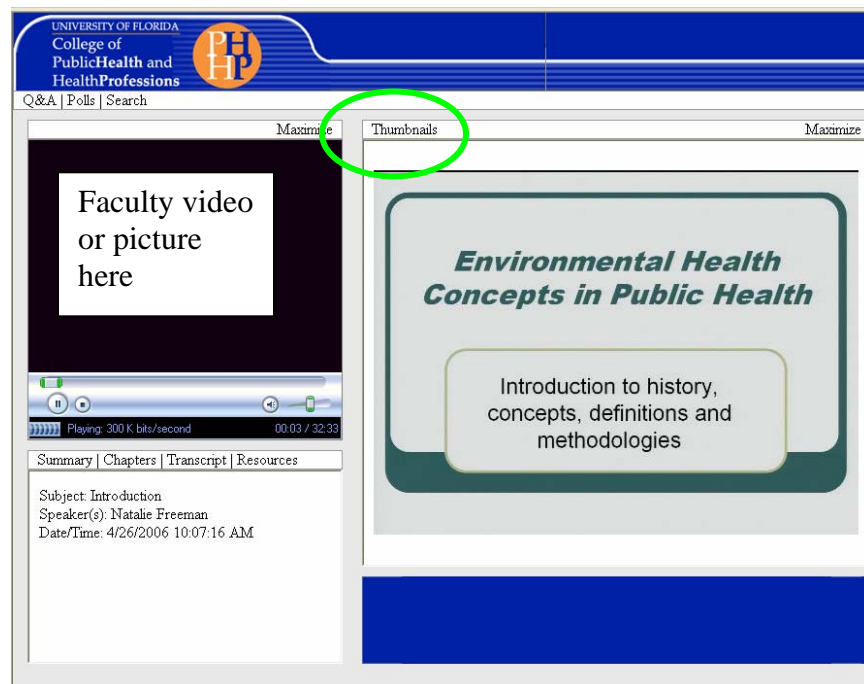 UNIVERSITY OF FLORIDA
College of
PublicHealth and
HealthProfessions
PH
HP
Q&A | Polls | Search
Maximize
Thumbnails
Maximize
Faculty video
or picture
here
Environmental Health
Concepts in Public Health
Introduction to history,
concepts, definitions and
methodologies
Playing: 300 K bits/second
00:03 / 32:33
Summary | Chapters | Transcript | Resources
Subject: Introduction
Speaker(s): Natalie Freeman
Date/Time: 4/26/2006 10:07:16 AM